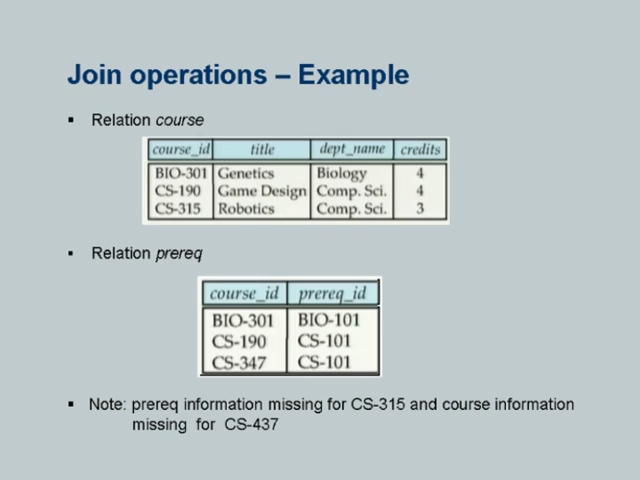 Join operations – Example
▪ Relation course
course_id title dept_name credits
BIO-301 Genetics Biology 4
CS-190 Game Design Comp. Sci. 4
CS-315 Robotics Comp. Sci. 3
▪ Relation prereq
course_id prereq_id
BIO-301 BIO-101
CS-190 CS-101
CS-347 CS-101
▪ Note: prereq information missing for CS-315 and course information
missing for CS-437